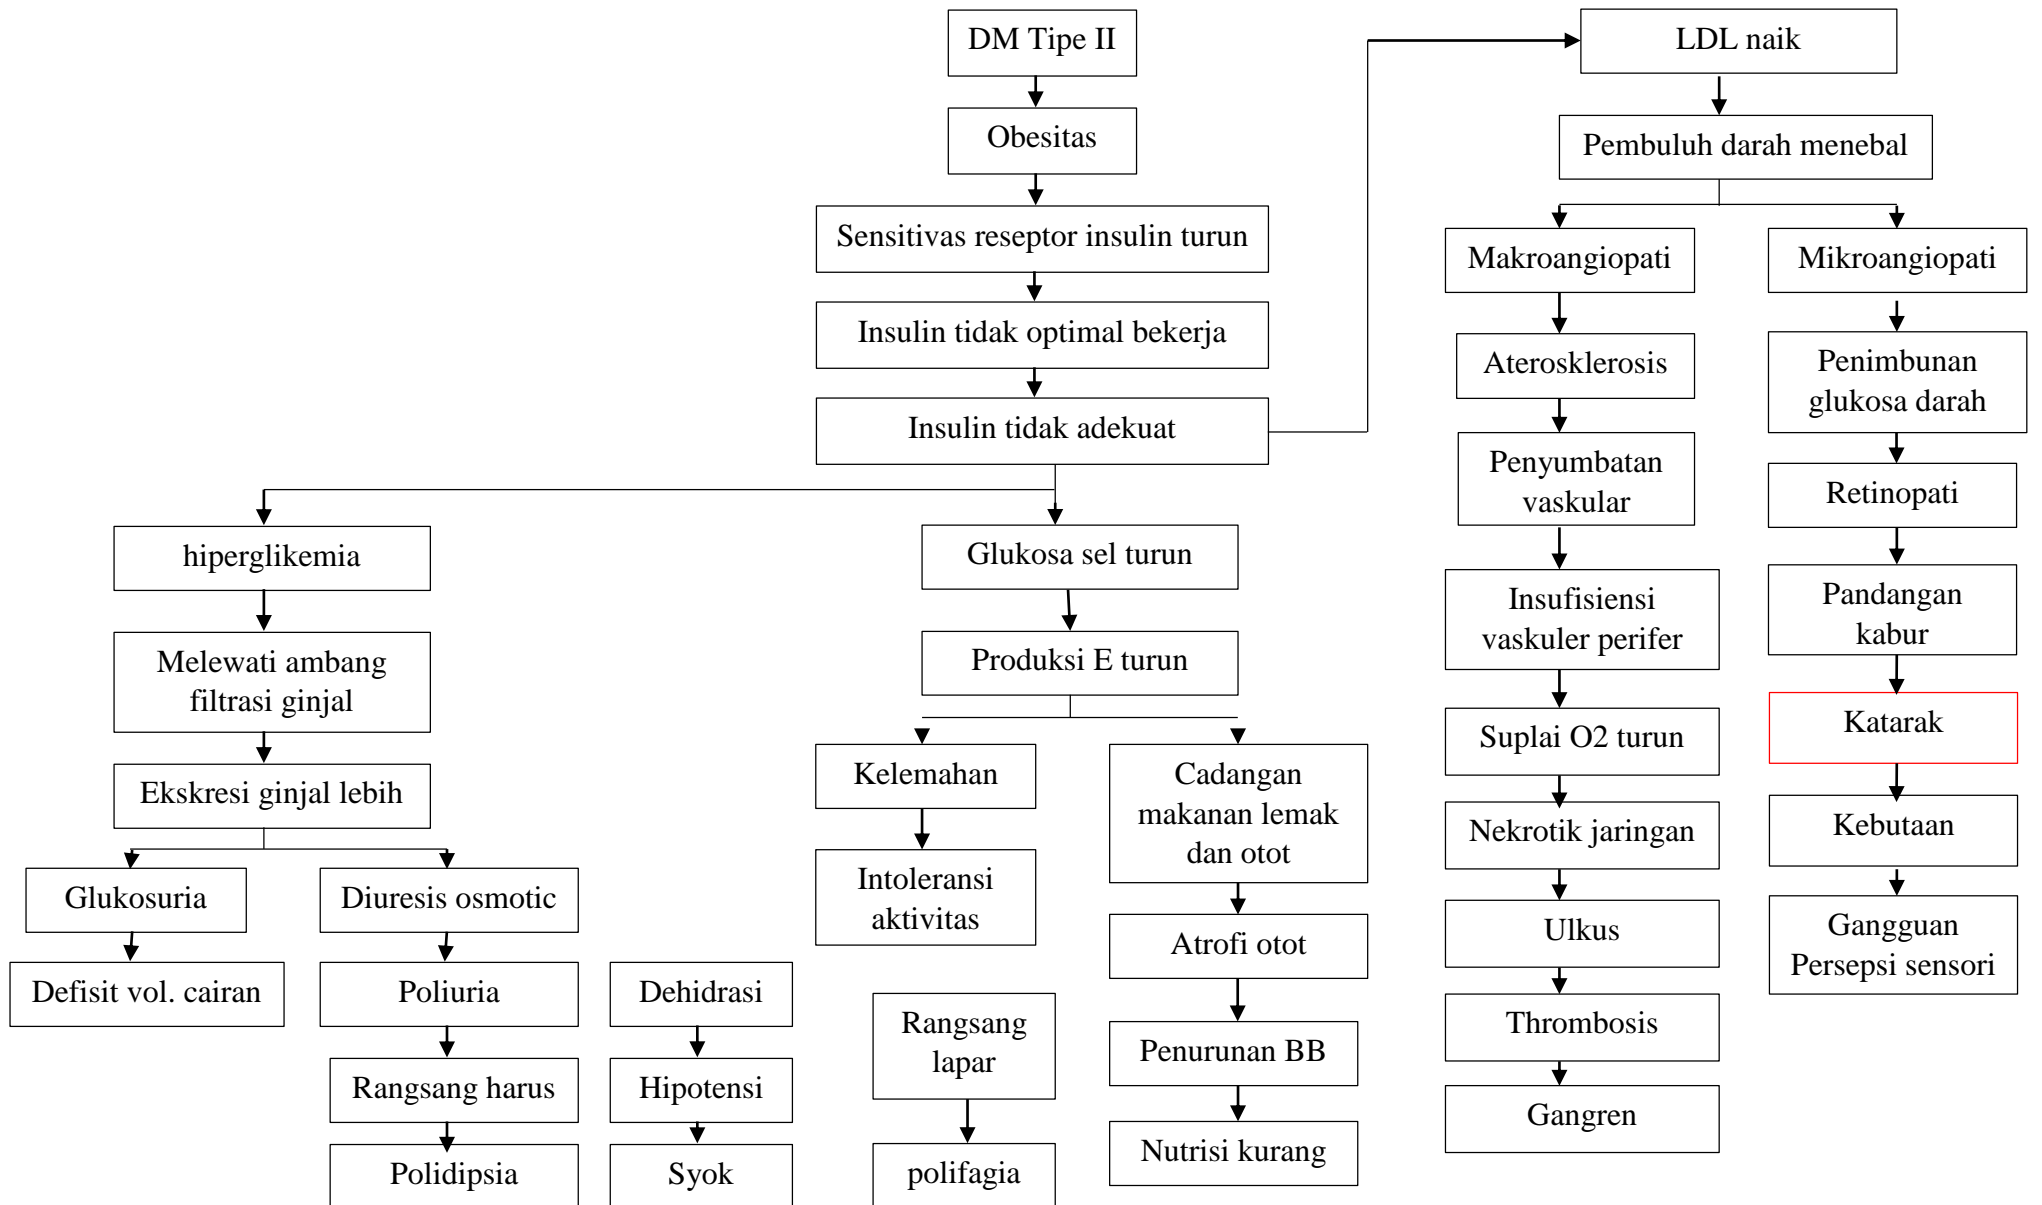 DM Tipe II
LDL naik
Obesitas
Pembuluh darah menebal
Sensitivas reseptor insulin turun
Makroangiopati
Mikroangiopati
Insulin tidak optimal bekerja
Aterosklerosis
Penimbunan
glukosa darah
Insulin tidak adekuat
Penyumbatan
vaskular
Retinopati
hiperglikemia
Glukosa sel turun
Insufisiensi
vaskuler perifer
Pandangan
kabur
Melewati ambang
filtrasi ginjal
Produksi E turun
Suplai O2 turun
Katarak
Ekskresi ginjal lebih
Kelemahan
Cadangan
makanan lemak
dan otot
Nekrotik jaringan
Kebutaan
Glukosuria
Diuresis osmotic
Intoleransi
aktivitas
Atrofi otot
Ulkus
Gangguan
Persepsi sensori
Defisit vol. cairan
Poliuria
Dehidrasi
Rangsang
lapar
Penurunan BB
Thrombosis
Rangsang harus
Hipotensi
Gangren
Polidipsia
Syok
polifagia
Nutrisi kurang